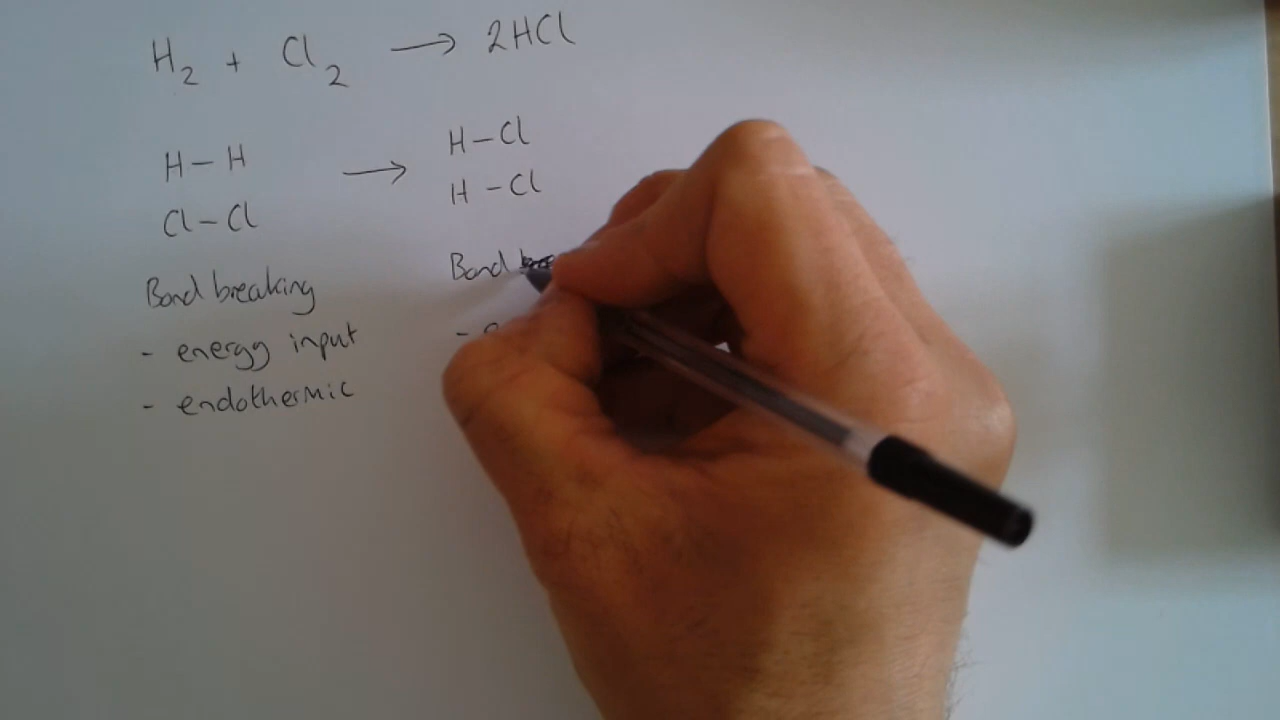 H₂ + Cl₂ → 2HCl
H – H → H – Cl
Cl – Cl H – Cl
Bond breaking
- energy input
- endothermic
Bond
-